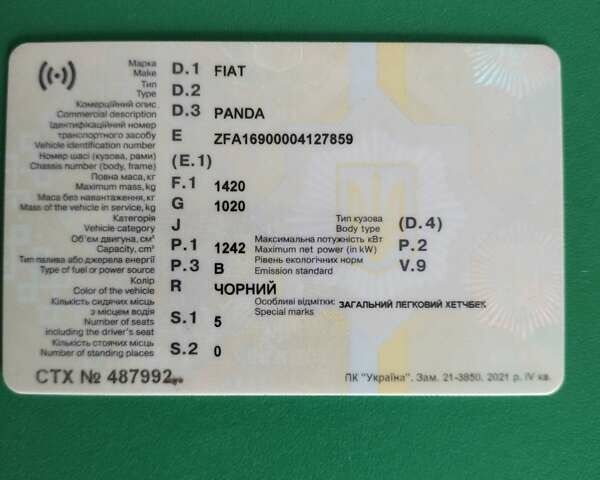 Марка
Make D.1 FIAT
Тип
Type D.2
Комерційний опис
Commercial description D.3 PANDA
Ідентифікаційний номер
транспортного засобу
Vehicle identification number E ZFA16900004127859
Номер шасі (кузова, рами)
Chassis number (body, frame) (E.1)
Повна маса, кг
Maximum mass, kg F.1 1420
Маса без навантаження, кг
Mass of the vehicle in service, kg G 1020
Категорія
Vehicle category J
Тип кузова
Body type (D.4)
Об'єм двигуна, см³
Capacity, cm³ P.1 1242
Максимальна потужність кВт
Maximum net power (in kW) P.2
Тип палива або джерела енергії
Type of fuel or power source P.3 B
Рівень екологічних норм
Emission standard V.9
Колір
Color of the vehicle R ЧОРНИЙ
Особливі відмітки: ЗАГАЛЬНИЙ ЛЕГКОВИЙ ХЕТЧБЕК
Special marks
Кількість сидячих місць
з місцем водія
Number of seats
including the driver's seat S.1 5
Кількість стоячих місць
Number of standing places S.2 0
СТХ № 487992
ПК "Україна". Зам. 21-3850. 2021 р. IV кв.